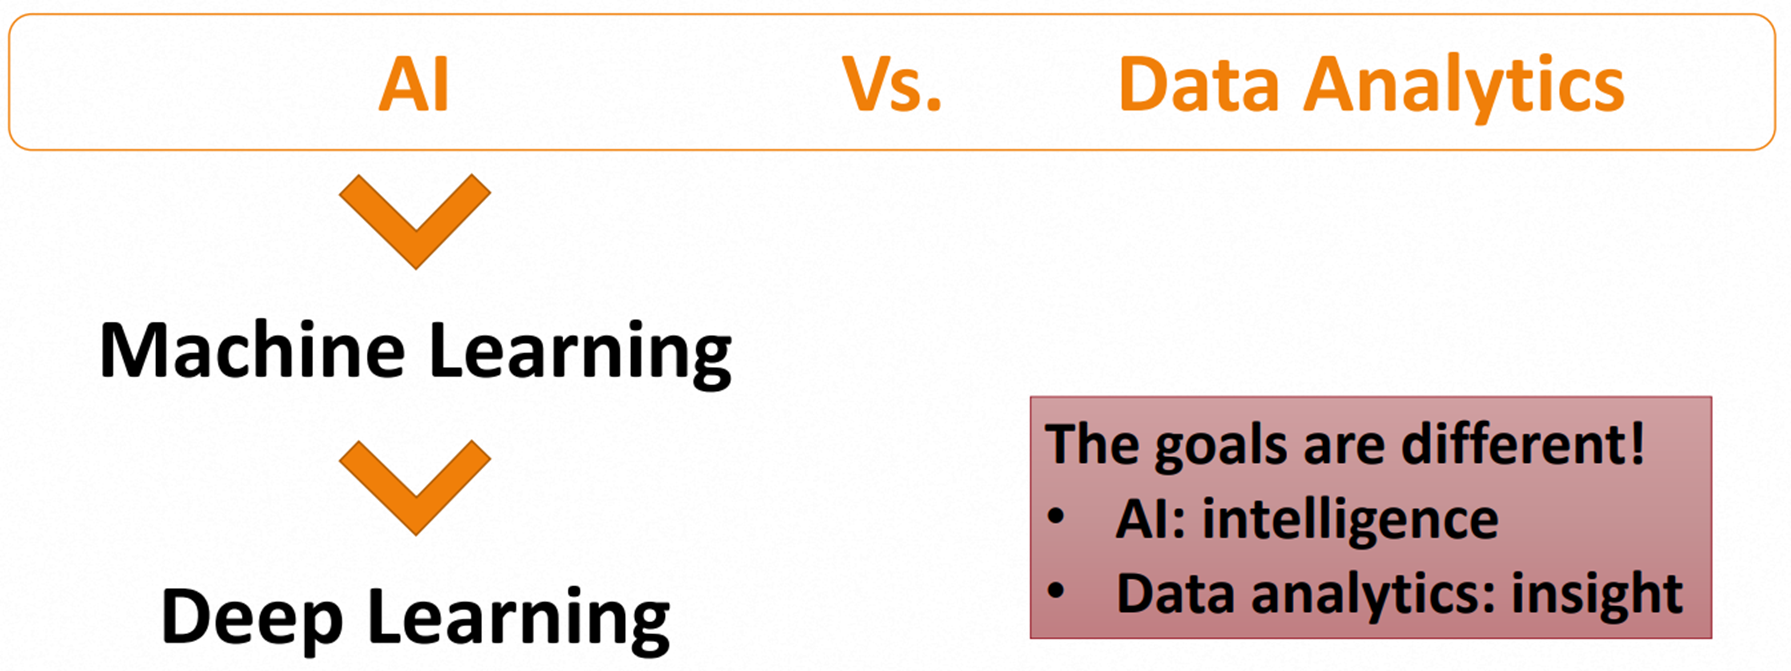 AI Vs. Data Analytics
Machine Learning
Deep Learning
The goals are different!
• AI: intelligence
• Data analytics: insight